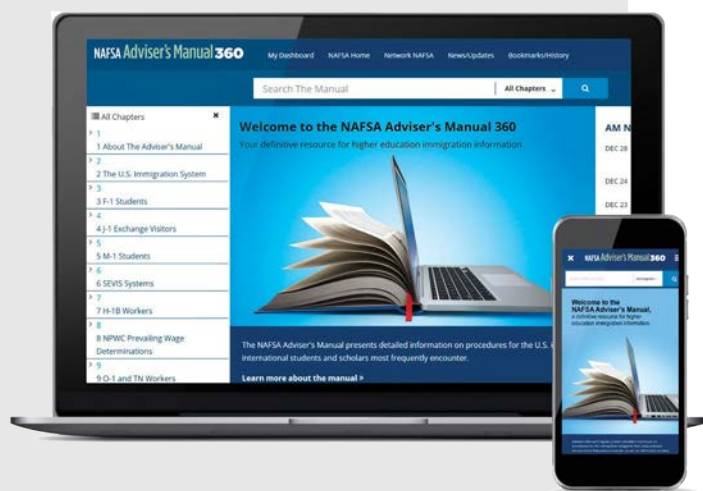 NAFSA Adviser's Manual 360
My Dashboard NAFSA Home Network NAFSA News/Updates Bookmarks/History
Search The Manual All Chapters
All Chapters ×
1
1 About The Adviser's Manual
2
2 The U.S. Immigration System
3
3 F-1 Students
4
4 J-1 Exchange Visitors
5
5 M-1 Students
6
6 SEVIS Systems
7
7 H-1B Workers
8
8 NPWC Prevailing Wage
Determinations
9
9 O-1 and TN Workers
Welcome to the NAFSA Adviser's Manual 360
Your definitive resource for higher education immigration information
The NAFSA Adviser's Manual presents detailed information on procedures for the U.S. i
international students and scholars most frequently encounter.
Learn more about the manual >
AM N
DEC 28
DEC 24
DEC 23
NAFSA Adviser's Manual 360
Welcome to the
NAFSA Adviser's Manual,
a definitive resource for higher
education immigration information